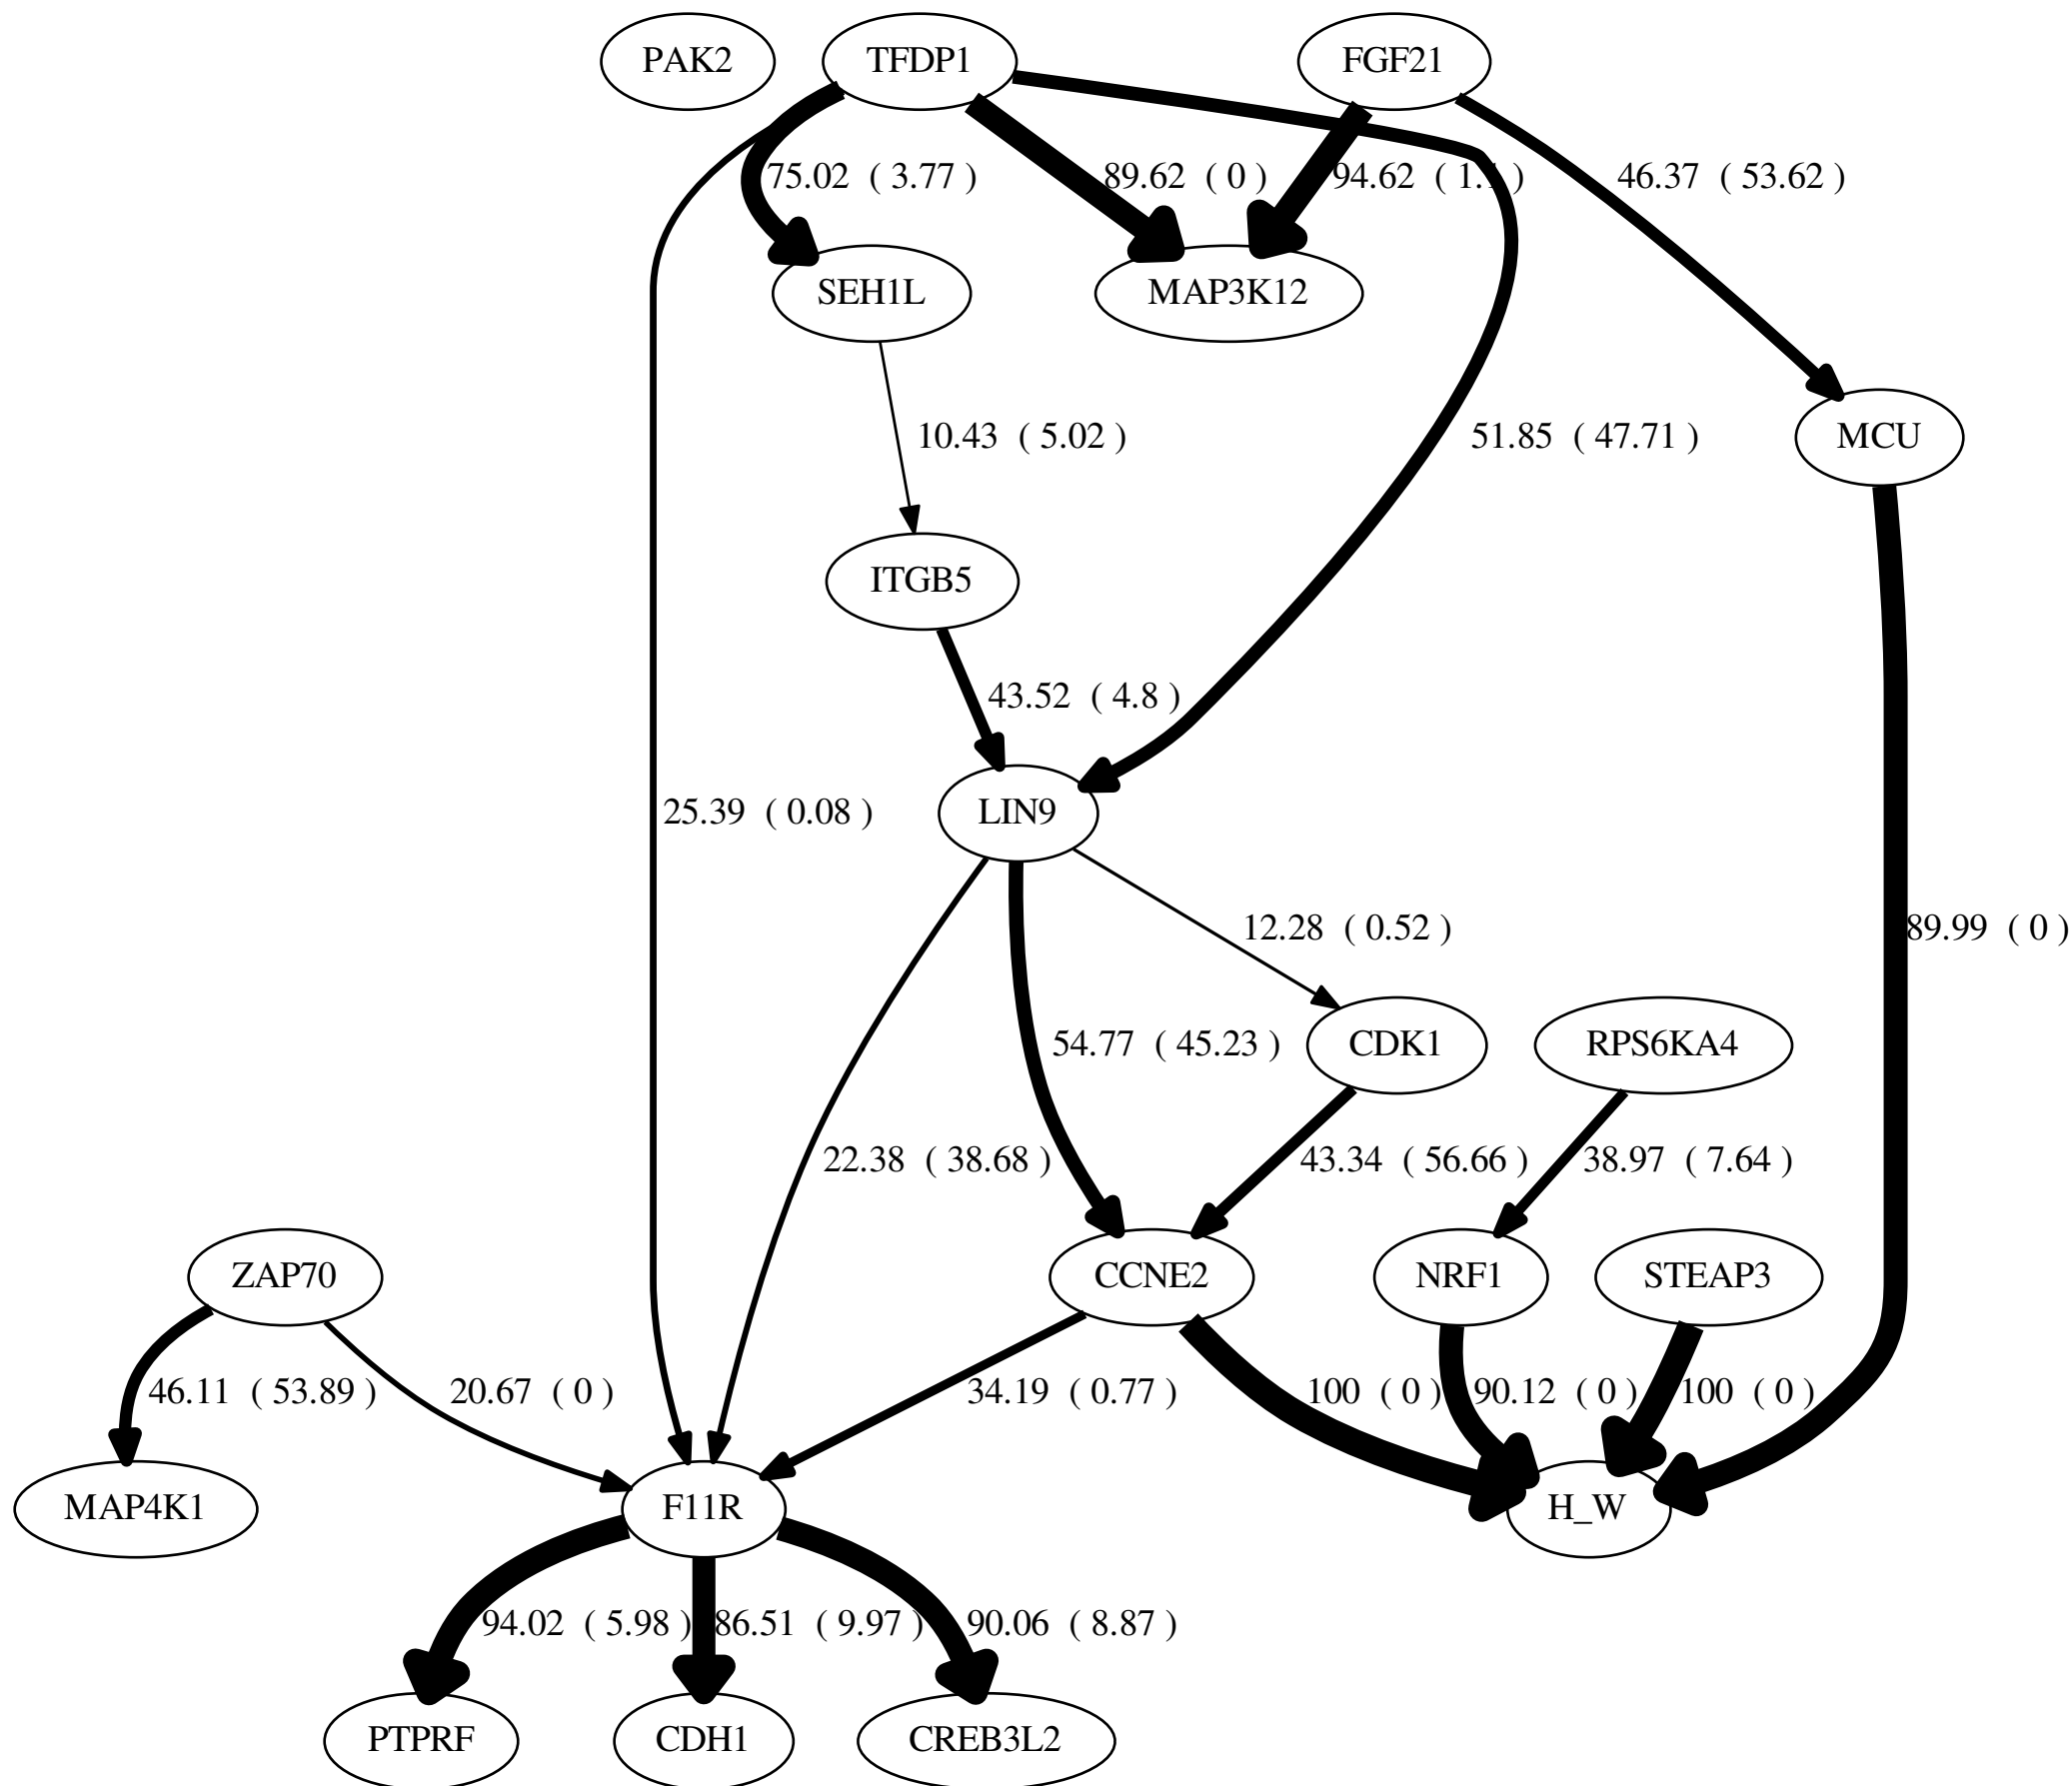 PAK2 TFDP1 FGF21
75.02 ( 3.77 ) 89.62 ( 0 ) 94.62 ( 1.1 ) 46.37 ( 53.62 )
SEH1L MAP3K12
10.43 ( 5.02 ) 51.85 ( 47.71 ) MCU
ITGB5
43.52 ( 4.8 )
25.39 ( 0.08 ) LIN9
12.28 ( 0.52 ) 89.99 ( 0 )
54.77 ( 45.23 ) CDK1 RPS6KA4
22.38 ( 38.68 ) 43.34 ( 56.66 ) 38.97 ( 7.64 )
ZAP70 CCNE2 NRF1 STEAP3
46.11 ( 53.89 ) 20.67 ( 0 ) 34.19 ( 0.77 ) 100 ( 0 ) 90.12 ( 0 ) 100 ( 0 )
MAP4K1 F11R H_W
94.02 ( 5.98 ) 86.51 ( 9.97 ) 90.06 ( 8.87 )
PTPRF CDH1 CREB3L2